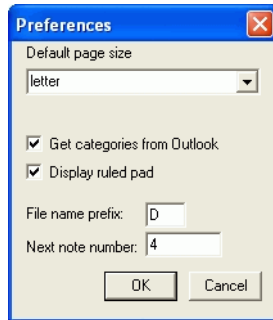 Preferences
Default page size
letter
Get categories from Outlook
Display ruled pad
File name prefix: D
Next note number: 4
OK Cancel